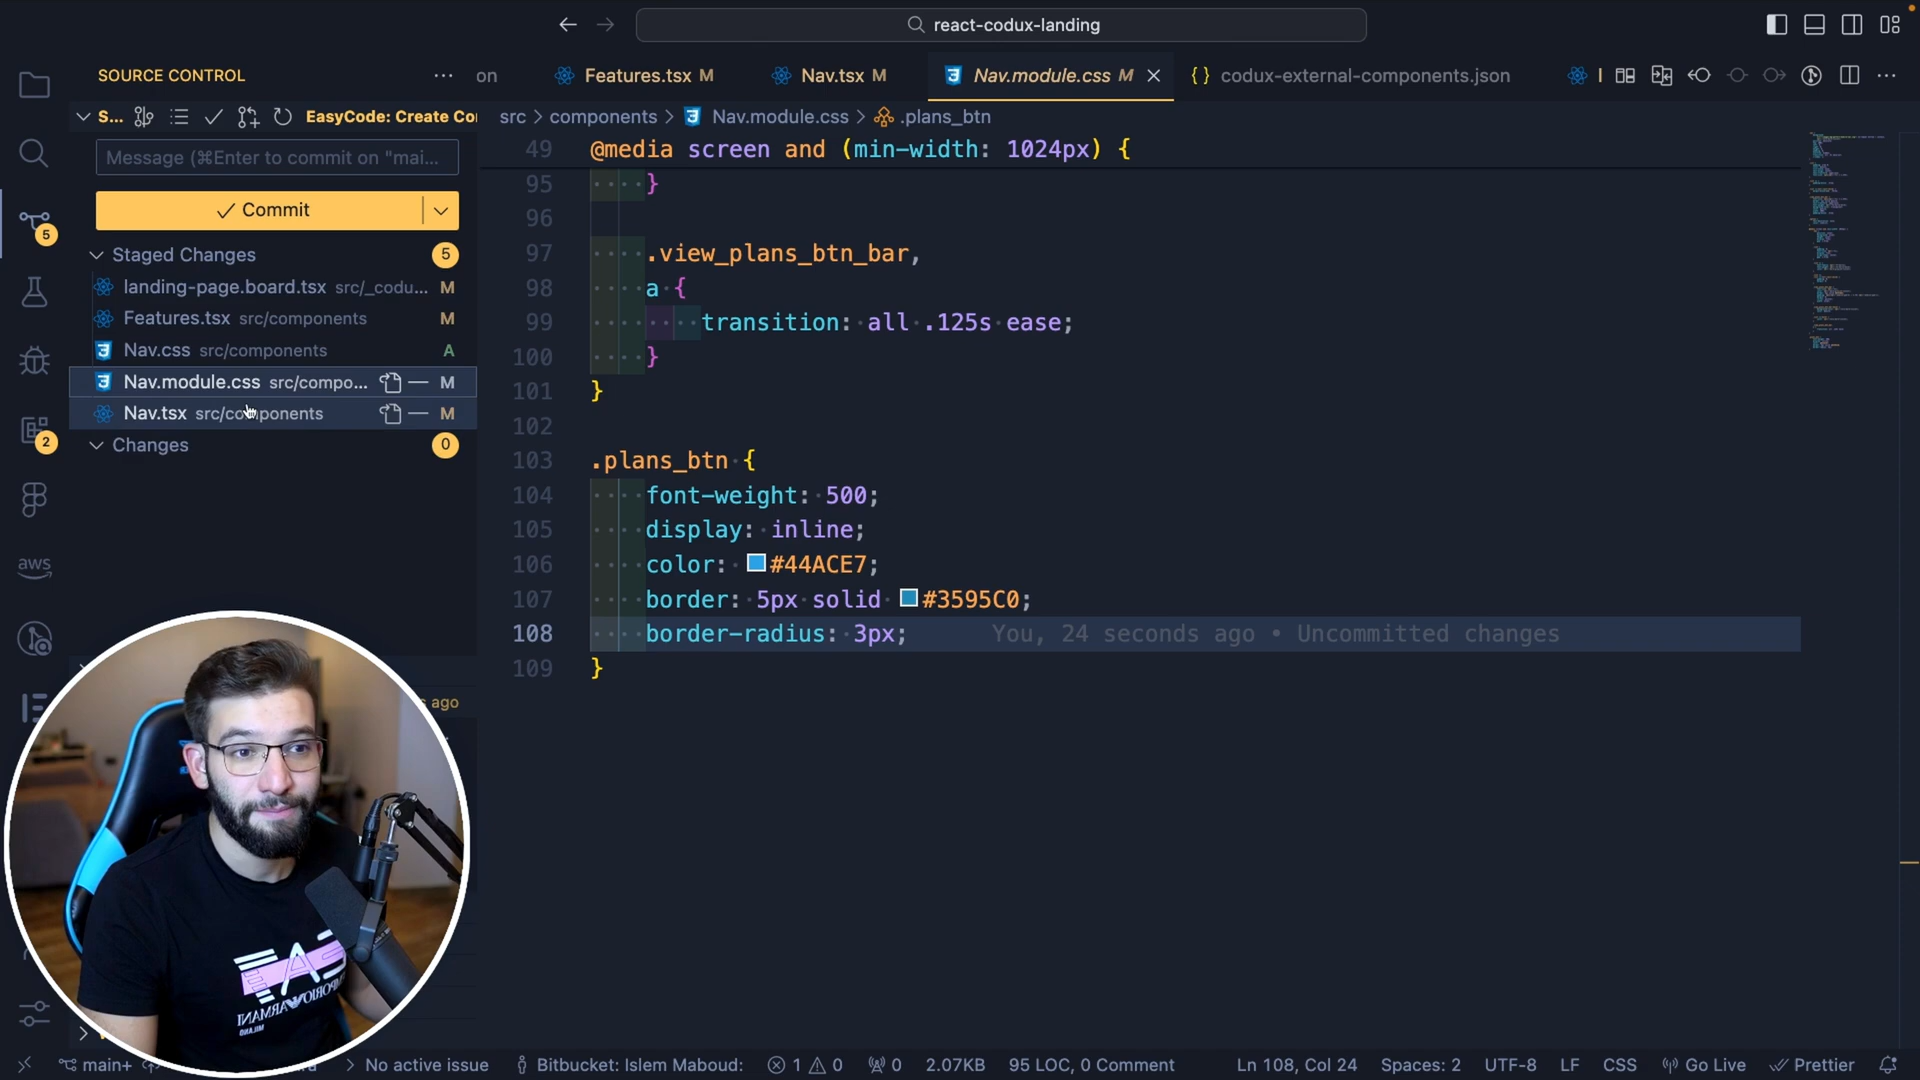 react-codux-landing
SOURCE CONTROL
on
Features.tsx M
Nav.tsx M
Nav.module.css M
codux-external-components.json
S...
EasyCode: Create Co
src > components > Nav.module.css > .plans_btn
Message (⌘Enter to commit on "mai...
Commit
Staged Changes 5
landing-page.board.tsx src/_codu... M
Features.tsx src/components M
Nav.css src/components A
Nav.module.css src/compo... M
Nav.tsx src/components M
Changes 0
5
2
aws
s ago
49 @media screen and (min-width: 1024px) {
95 }
96
97 .view_plans_btn_bar,
98 a {
99 transition: all .125s ease;
100 }
101 }
102
103 .plans_btn {
104 font-weight: 500;
105 display: inline;
106 color: #44ACE7;
107 border: 5px solid #3595C0;
108 border-radius: 3px; You, 24 seconds ago • Uncommitted changes
109 }
main+
No active issue
Bitbucket: Islem Maboud:
1 0
0
2.07KB
95 LOC, 0 Comment
Ln 108, Col 24
Spaces: 2
UTF-8
LF
CSS
Go Live
Prettier